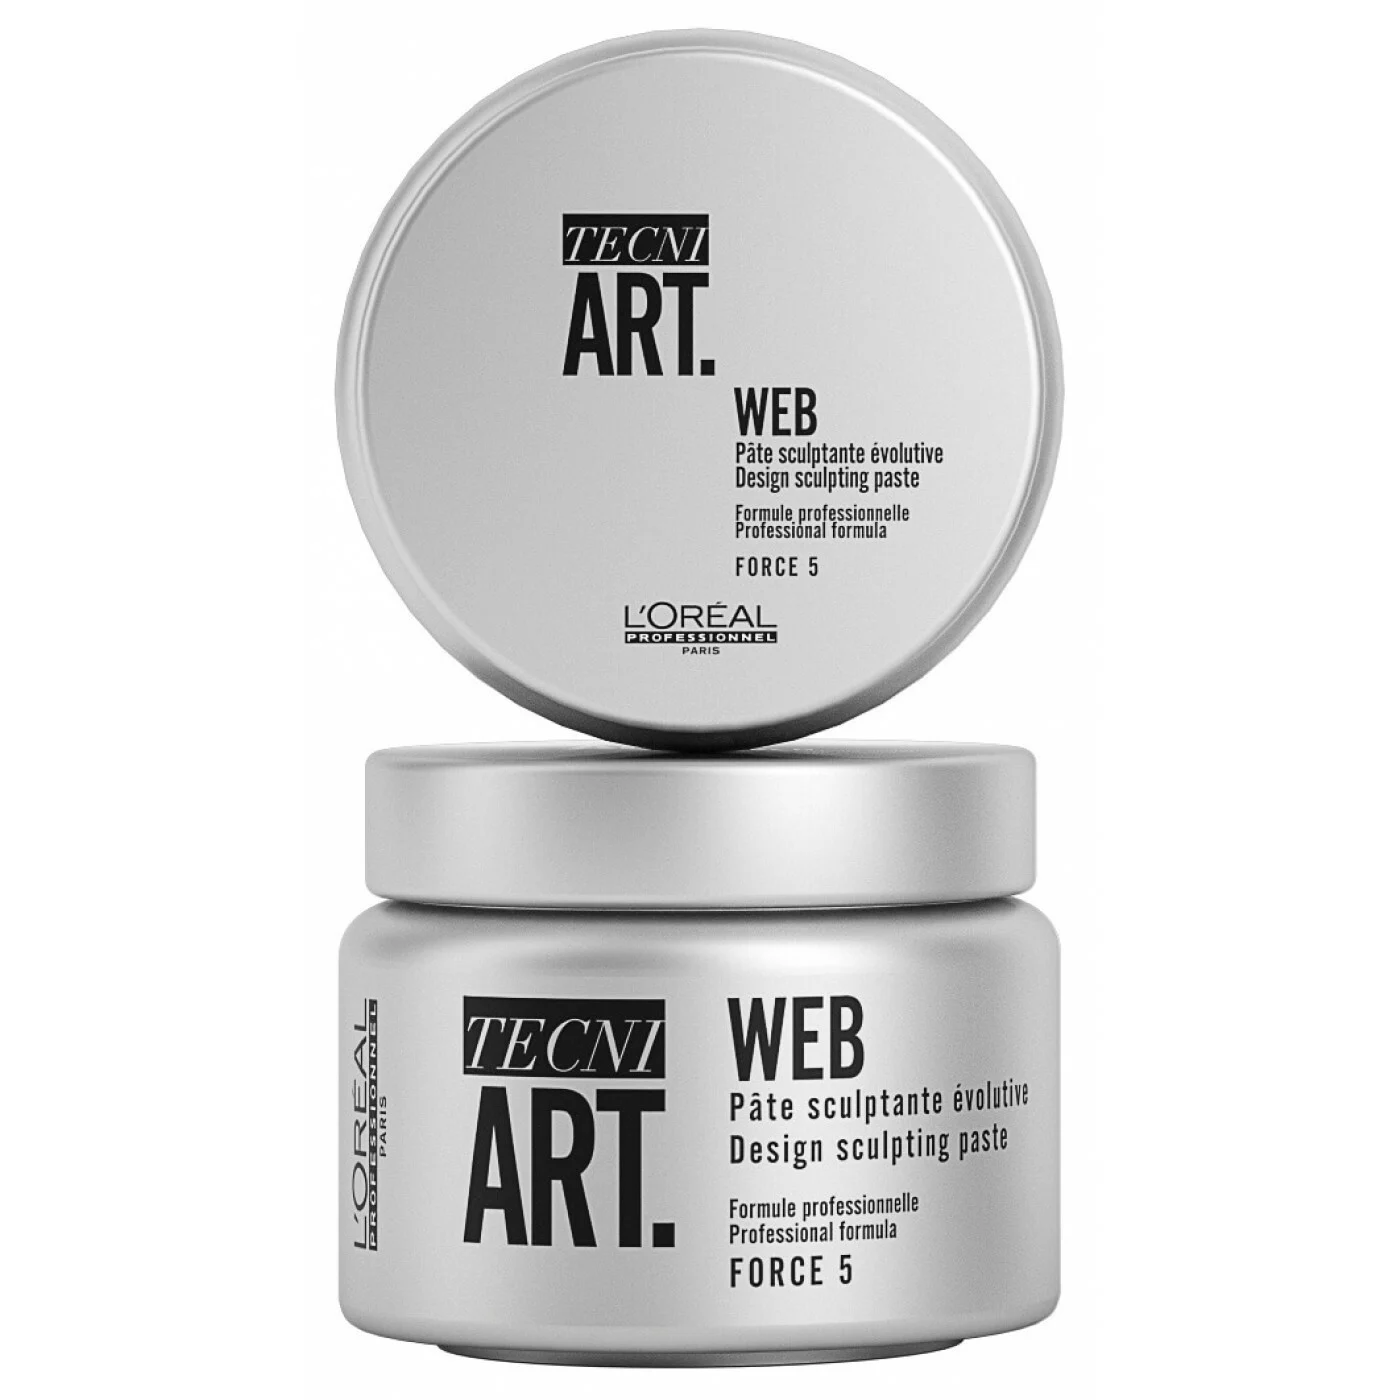 TECNI
ART.
WEB
Pâte sculptante évolutive
Design sculpting paste
Formule professionnelle
Professional formula
FORCE 5
L'ORÉAL
PROFESSIONNEL
PARIS
L'ORÉAL
PROFESSIONNEL
PARIS
TECNI
ART.
WEB
Pâte sculptante évolutive
Design sculpting paste
Formule professionnelle
Professional formula
FORCE 5